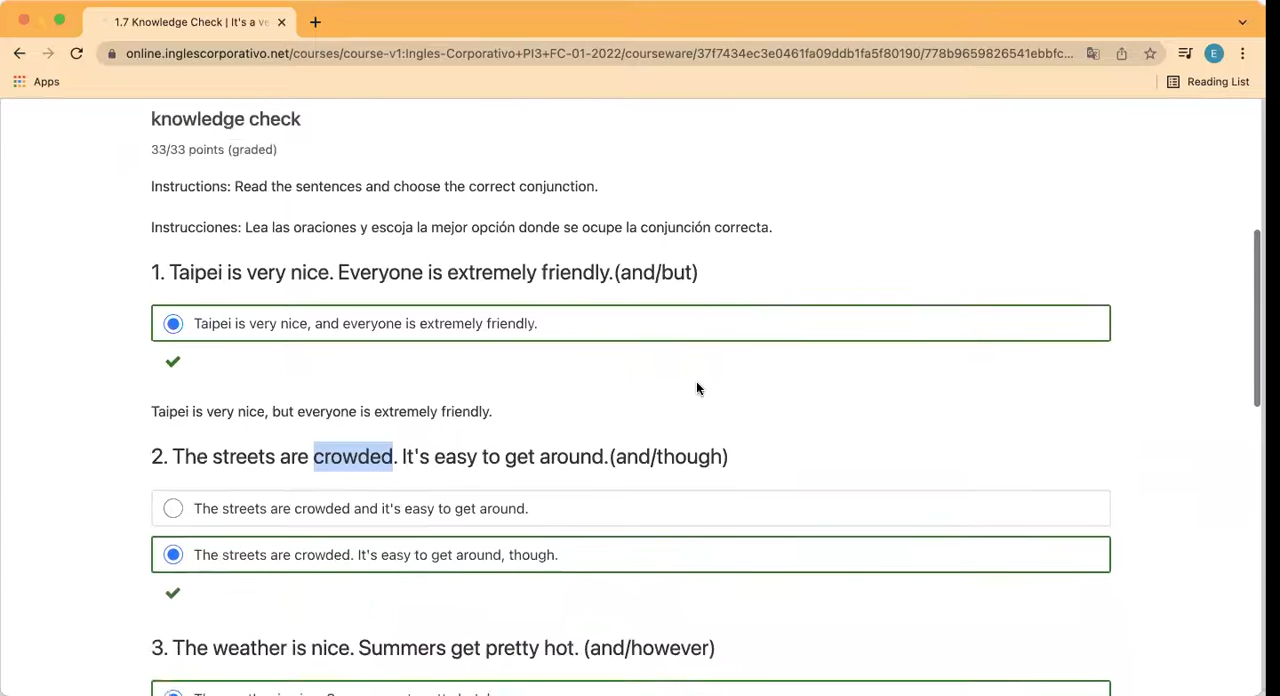 1.7 Knowledge Check | It's a ve
online.inglescorporativo.net/courses/course-v1:Ingles-Corporativo+PI3+FC-01-2022/courseware/37f7434ec3e0461fa09ddb1fa5f80190/778b9659826541ebbfc...
E
Apps
Reading List
knowledge check
33/33 points (graded)
Instructions: Read the sentences and choose the correct conjunction.
Instrucciones: Lea las oraciones y escoja la mejor opción donde se ocupe la conjunción correcta.
1. Taipei is very nice. Everyone is extremely friendly.(and/but)
Taipei is very nice, and everyone is extremely friendly.
Taipei is very nice, but everyone is extremely friendly.
2. The streets are crowded. It's easy to get around.(and/though)
The streets are crowded and it's easy to get around.
The streets are crowded. It's easy to get around, though.
3. The weather is nice. Summers get pretty hot. (and/however)